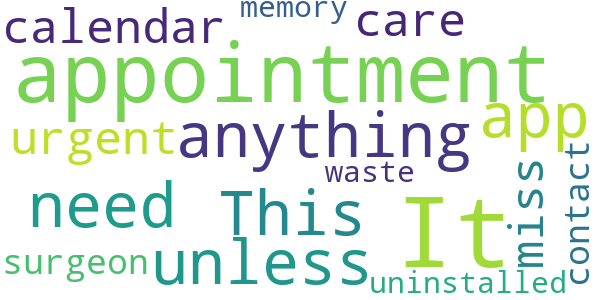 memory
calendar care
appointment
urgent anything app
waste
need This It miss contact
surgeon unless
uninstalled